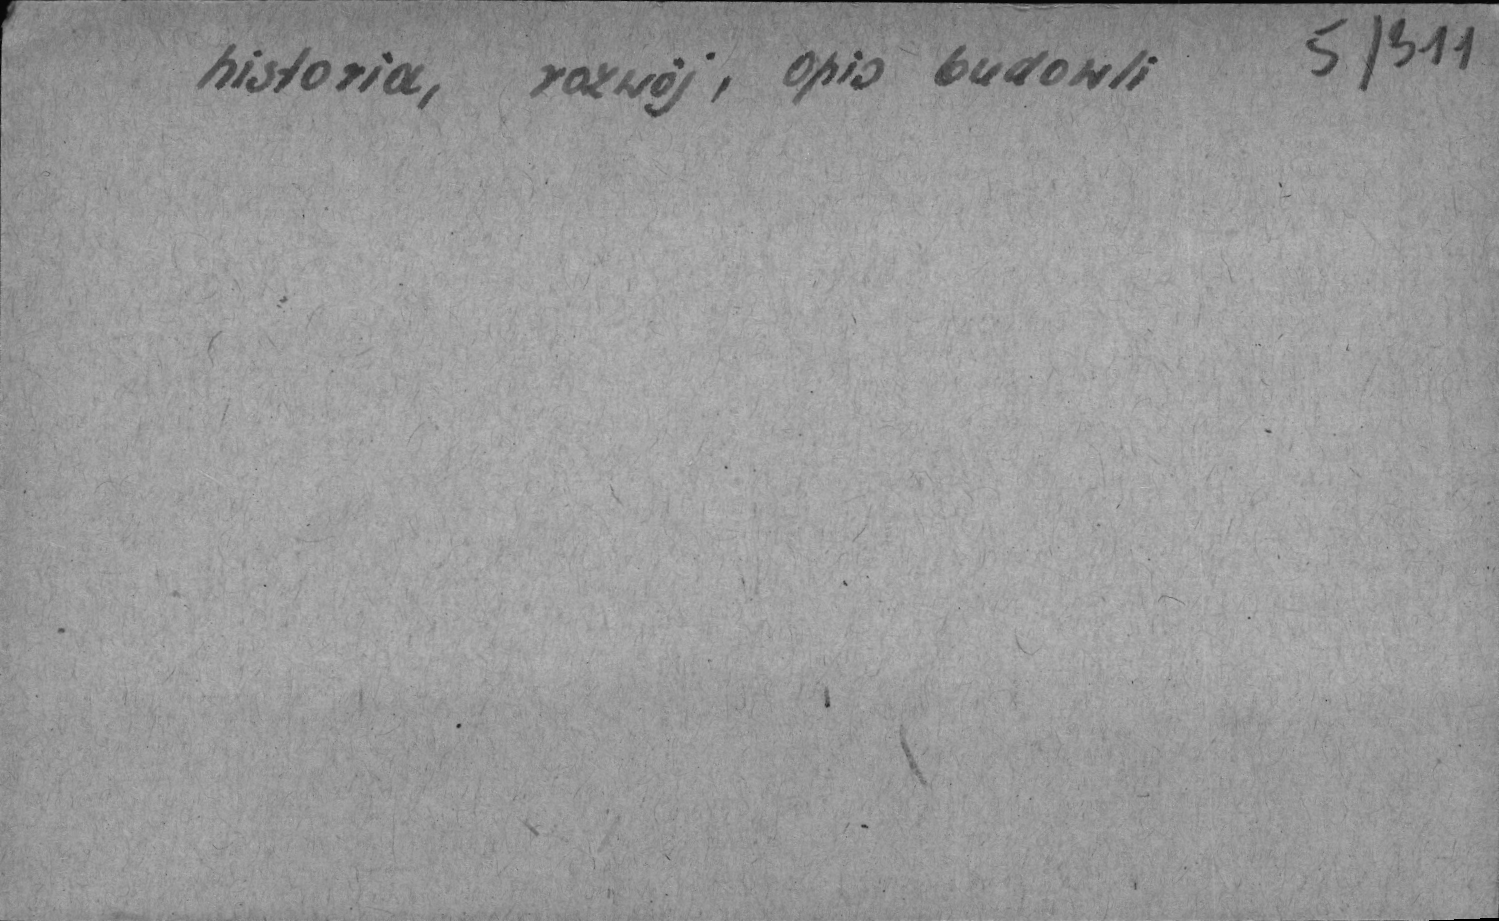 historia, rozwój, opis budowli 5/311